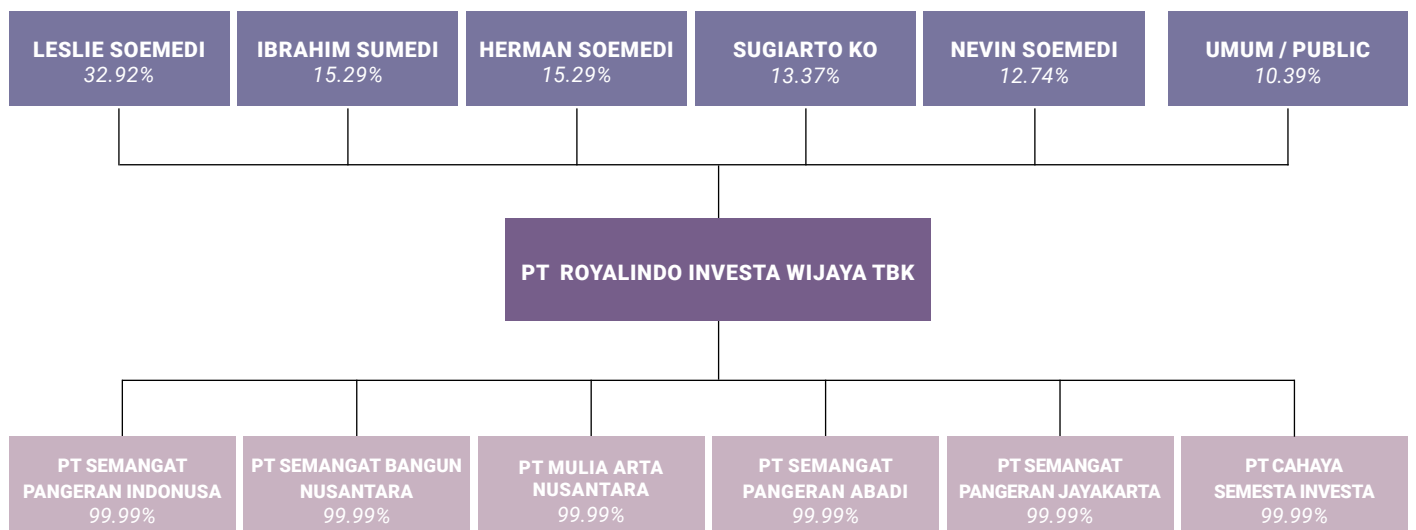 LESLIE SOEMEDI
32.92%
IBRAHIM SUMEDI
15.29%
HERMAN SOEMEDI
15.29%
SUGIARTO KO
13.37%
NEVIN SOEMEDI
12.74%
UMUM / PUBLIC
10.39%
PT ROYALINDO INVESTA WIJAYA TBK
PT SEMANGAT
PANGERAN INDONUSA
99.99%
PT SEMANGAT BANGUN
NUSANTARA
99.99%
PT MULIA ARTA
NUSANTARA
99.99%
PT SEMANGAT
PANGERAN ABADI
99.99%
PT SEMANGAT
PANGERAN JAYAKARTA
99.99%
PT CAHAYA
SEMESTA INVESTA
99.99%